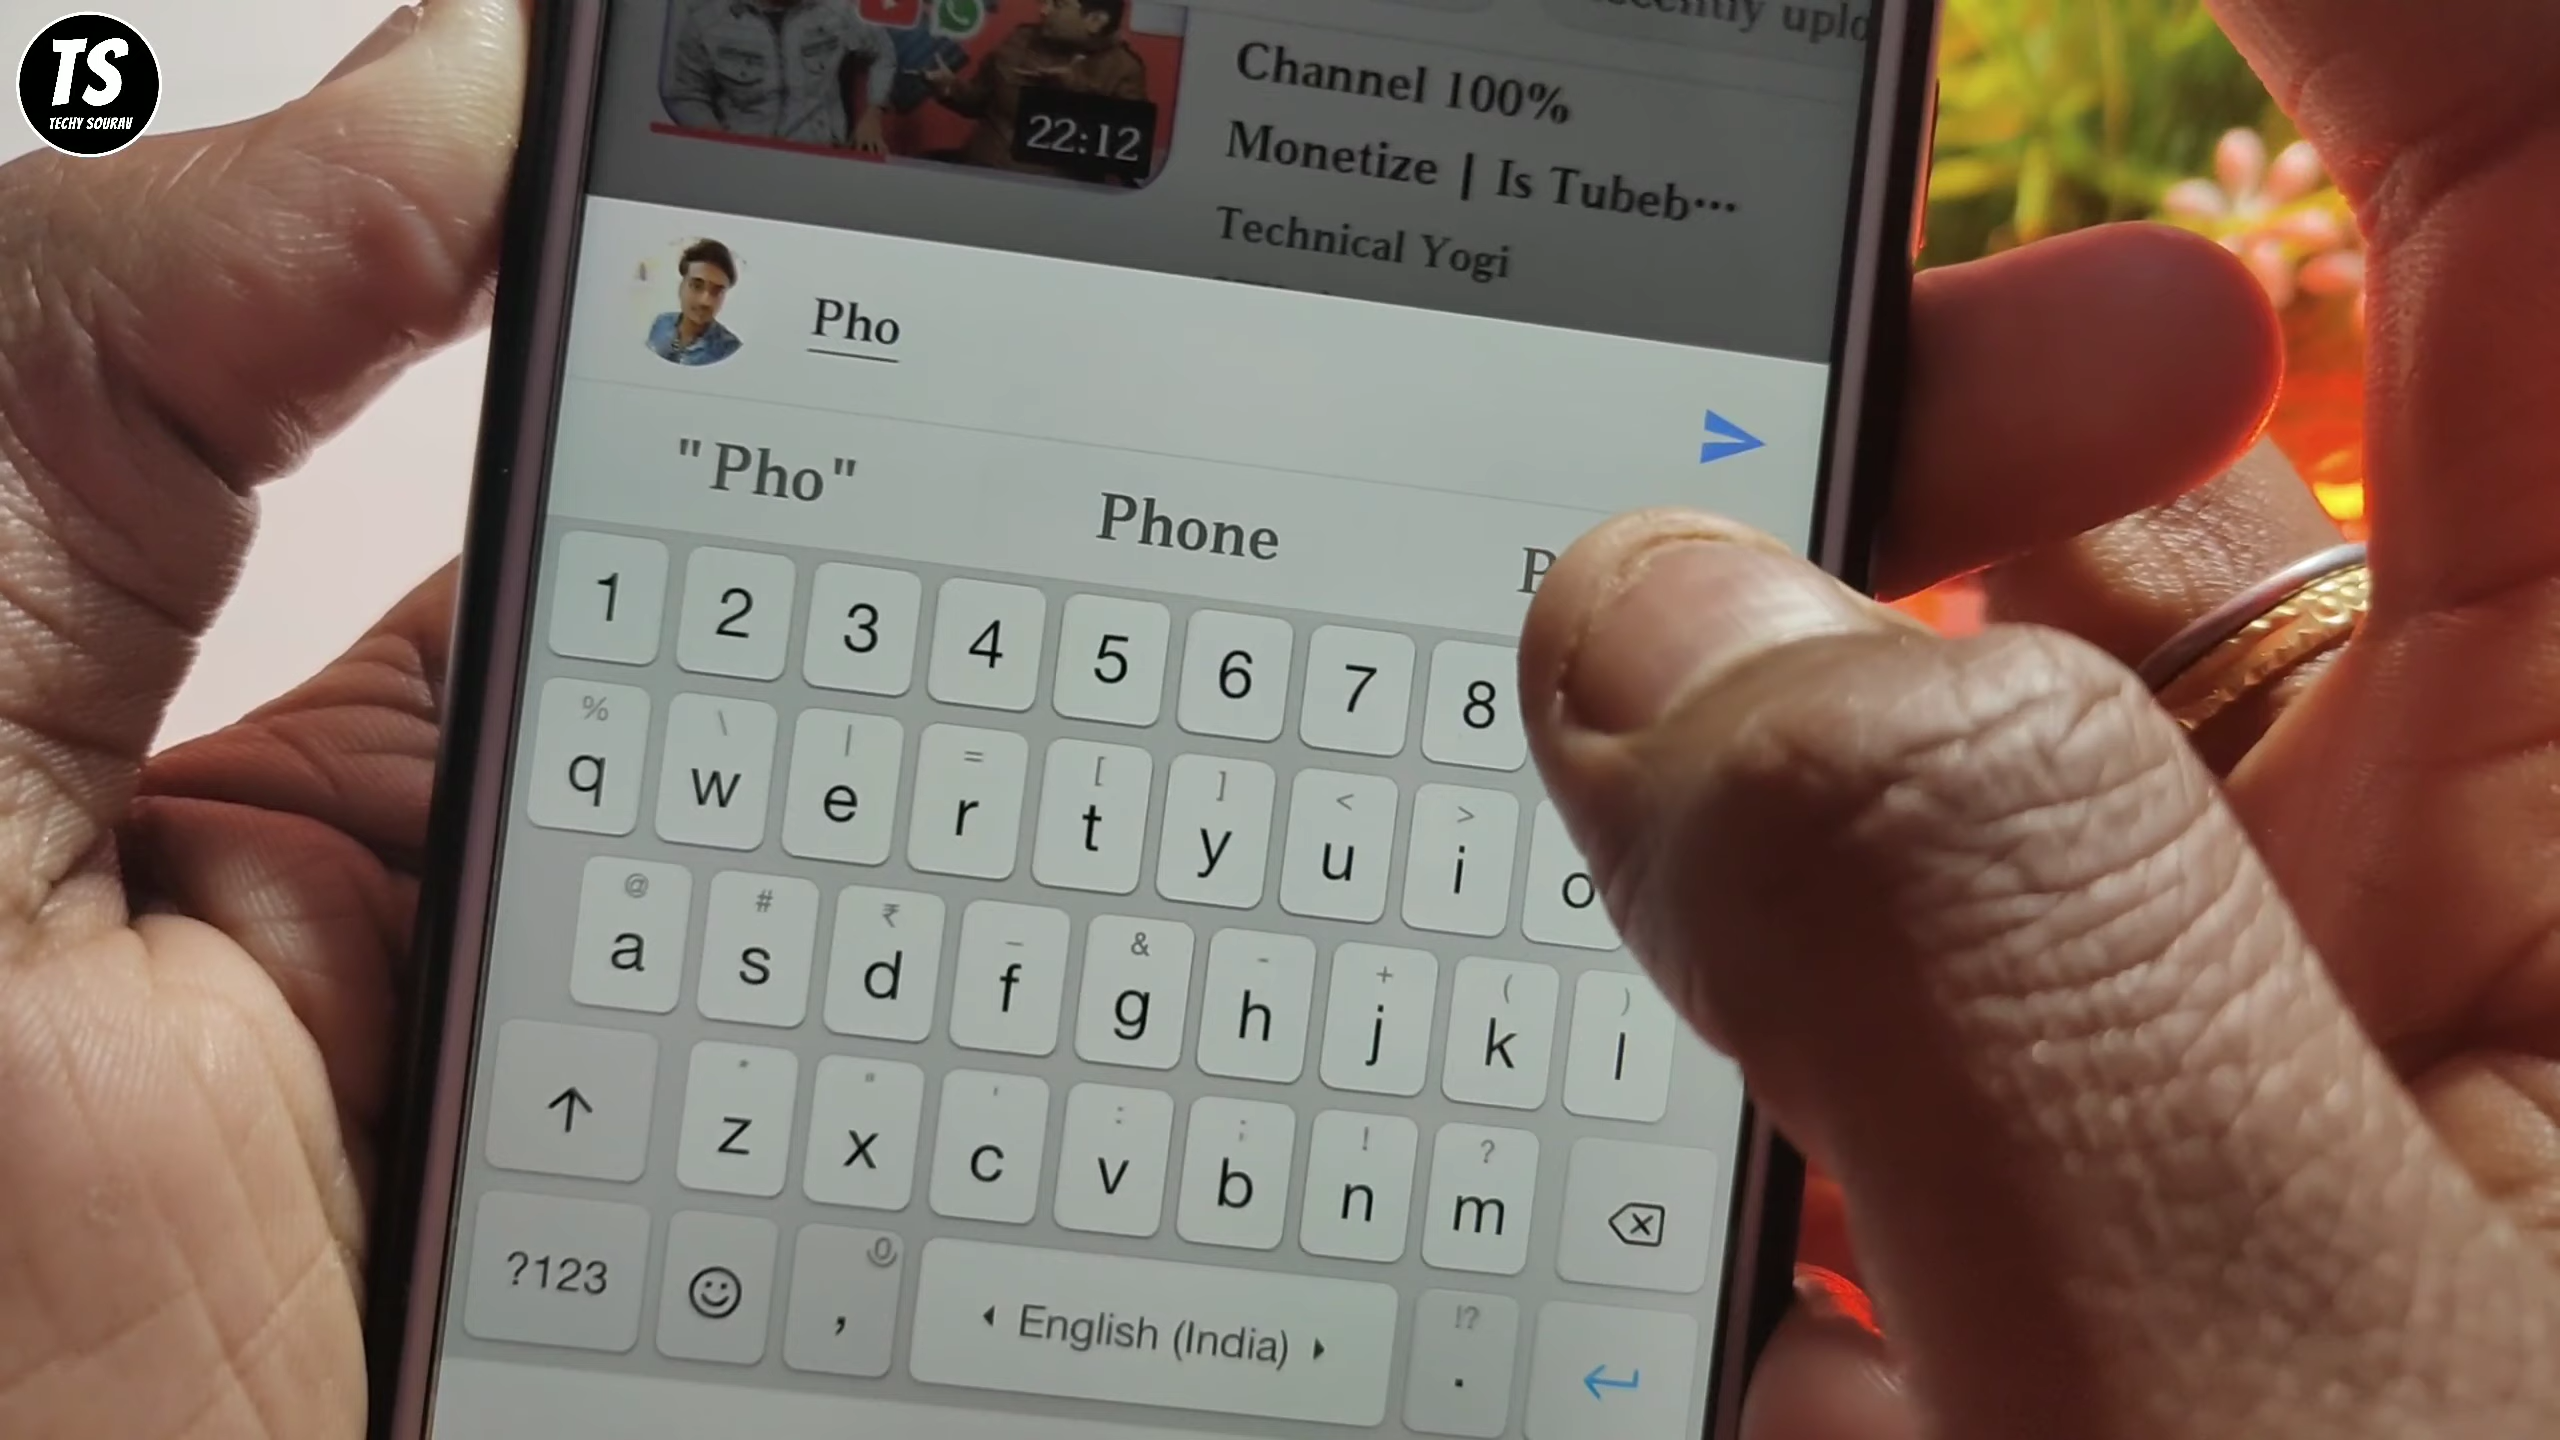 TS
TECHY SOURAV
22:12
Channel 100%
Monetize | Is Tubeb...
Technical Yogi
Pho
"Pho" Phone
1 2 3 4 5 6 7 8
% \ | = [ ] < >
q w e r t y u i o
@ # ₹ _ & - + ( )
a s d f g h j k l
* " ' : ; ! ?
z x c v b n m
?123 , English (India) !? .